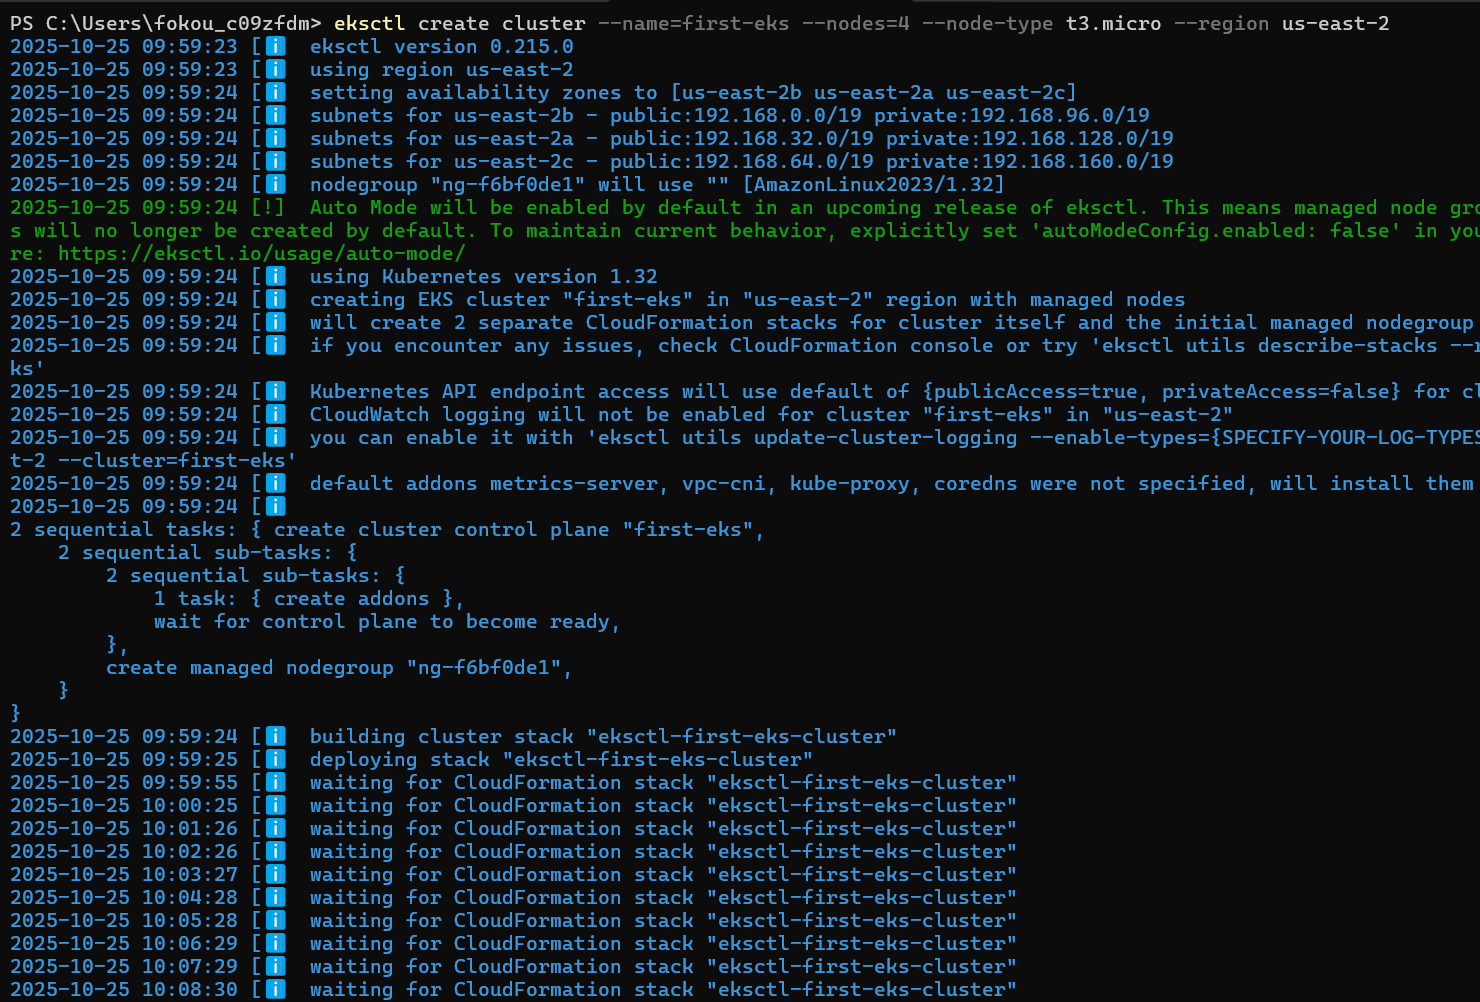 PS C:\Users\fokou_c09zfdm> eksctl create cluster --name=first-eks --nodes=4 --node-type t3.micro --region us-east-2
2025-10-25 09:59:23 [ℹ]  eksctl version 0.215.0
2025-10-25 09:59:23 [ℹ]  using region us-east-2
2025-10-25 09:59:24 [ℹ]  setting availability zones to [us-east-2b us-east-2a us-east-2c]
2025-10-25 09:59:24 [ℹ]  subnets for us-east-2b - public:192.168.0.0/19 private:192.168.96.0/19
2025-10-25 09:59:24 [ℹ]  subnets for us-east-2a - public:192.168.32.0/19 private:192.168.128.0/19
2025-10-25 09:59:24 [ℹ]  subnets for us-east-2c - public:192.168.64.0/19 private:192.168.160.0/19
2025-10-25 09:59:24 [ℹ]  nodegroup "ng-f6bf0de1" will use "" [AmazonLinux2023/1.32]
2025-10-25 09:59:24 [!]  Auto Mode will be enabled by default in an upcoming release of eksctl. This means managed node gro
s will no longer be created by default. To maintain current behavior, explicitly set 'autoModeConfig.enabled: false' in you
re: https://eksctl.io/usage/auto-mode/
2025-10-25 09:59:24 [ℹ]  using Kubernetes version 1.32
2025-10-25 09:59:24 [ℹ]  creating EKS cluster "first-eks" in "us-east-2" region with managed nodes
2025-10-25 09:59:24 [ℹ]  will create 2 separate CloudFormation stacks for cluster itself and the initial managed nodegroup
2025-10-25 09:59:24 [ℹ]  if you encounter any issues, check CloudFormation console or try 'eksctl utils describe-stacks --r
ks'
2025-10-25 09:59:24 [ℹ]  Kubernetes API endpoint access will use default of {publicAccess=true, privateAccess=false} for cl
2025-10-25 09:59:24 [ℹ]  CloudWatch logging will not be enabled for cluster "first-eks" in "us-east-2"
2025-10-25 09:59:24 [ℹ]  you can enable it with 'eksctl utils update-cluster-logging --enable-types={SPECIFY-YOUR-LOG-TYPES
t-2 --cluster=first-eks'
2025-10-25 09:59:24 [ℹ]  default addons metrics-server, vpc-cni, kube-proxy, coredns were not specified, will install them
2025-10-25 09:59:24 [ℹ]
2 sequential tasks: { create cluster control plane "first-eks",
    2 sequential sub-tasks: {
        2 sequential sub-tasks: {
            1 task: { create addons },
            wait for control plane to become ready,
        },
        create managed nodegroup "ng-f6bf0de1",
    }
}
2025-10-25 09:59:24 [ℹ]  building cluster stack "eksctl-first-eks-cluster"
2025-10-25 09:59:25 [ℹ]  deploying stack "eksctl-first-eks-cluster"
2025-10-25 09:59:55 [ℹ]  waiting for CloudFormation stack "eksctl-first-eks-cluster"
2025-10-25 10:00:25 [ℹ]  waiting for CloudFormation stack "eksctl-first-eks-cluster"
2025-10-25 10:01:26 [ℹ]  waiting for CloudFormation stack "eksctl-first-eks-cluster"
2025-10-25 10:02:26 [ℹ]  waiting for CloudFormation stack "eksctl-first-eks-cluster"
2025-10-25 10:03:27 [ℹ]  waiting for CloudFormation stack "eksctl-first-eks-cluster"
2025-10-25 10:04:28 [ℹ]  waiting for CloudFormation stack "eksctl-first-eks-cluster"
2025-10-25 10:05:28 [ℹ]  waiting for CloudFormation stack "eksctl-first-eks-cluster"
2025-10-25 10:06:29 [ℹ]  waiting for CloudFormation stack "eksctl-first-eks-cluster"
2025-10-25 10:07:29 [ℹ]  waiting for CloudFormation stack "eksctl-first-eks-cluster"
2025-10-25 10:08:30 [ℹ]  waiting for CloudFormation stack "eksctl-first-eks-cluster"